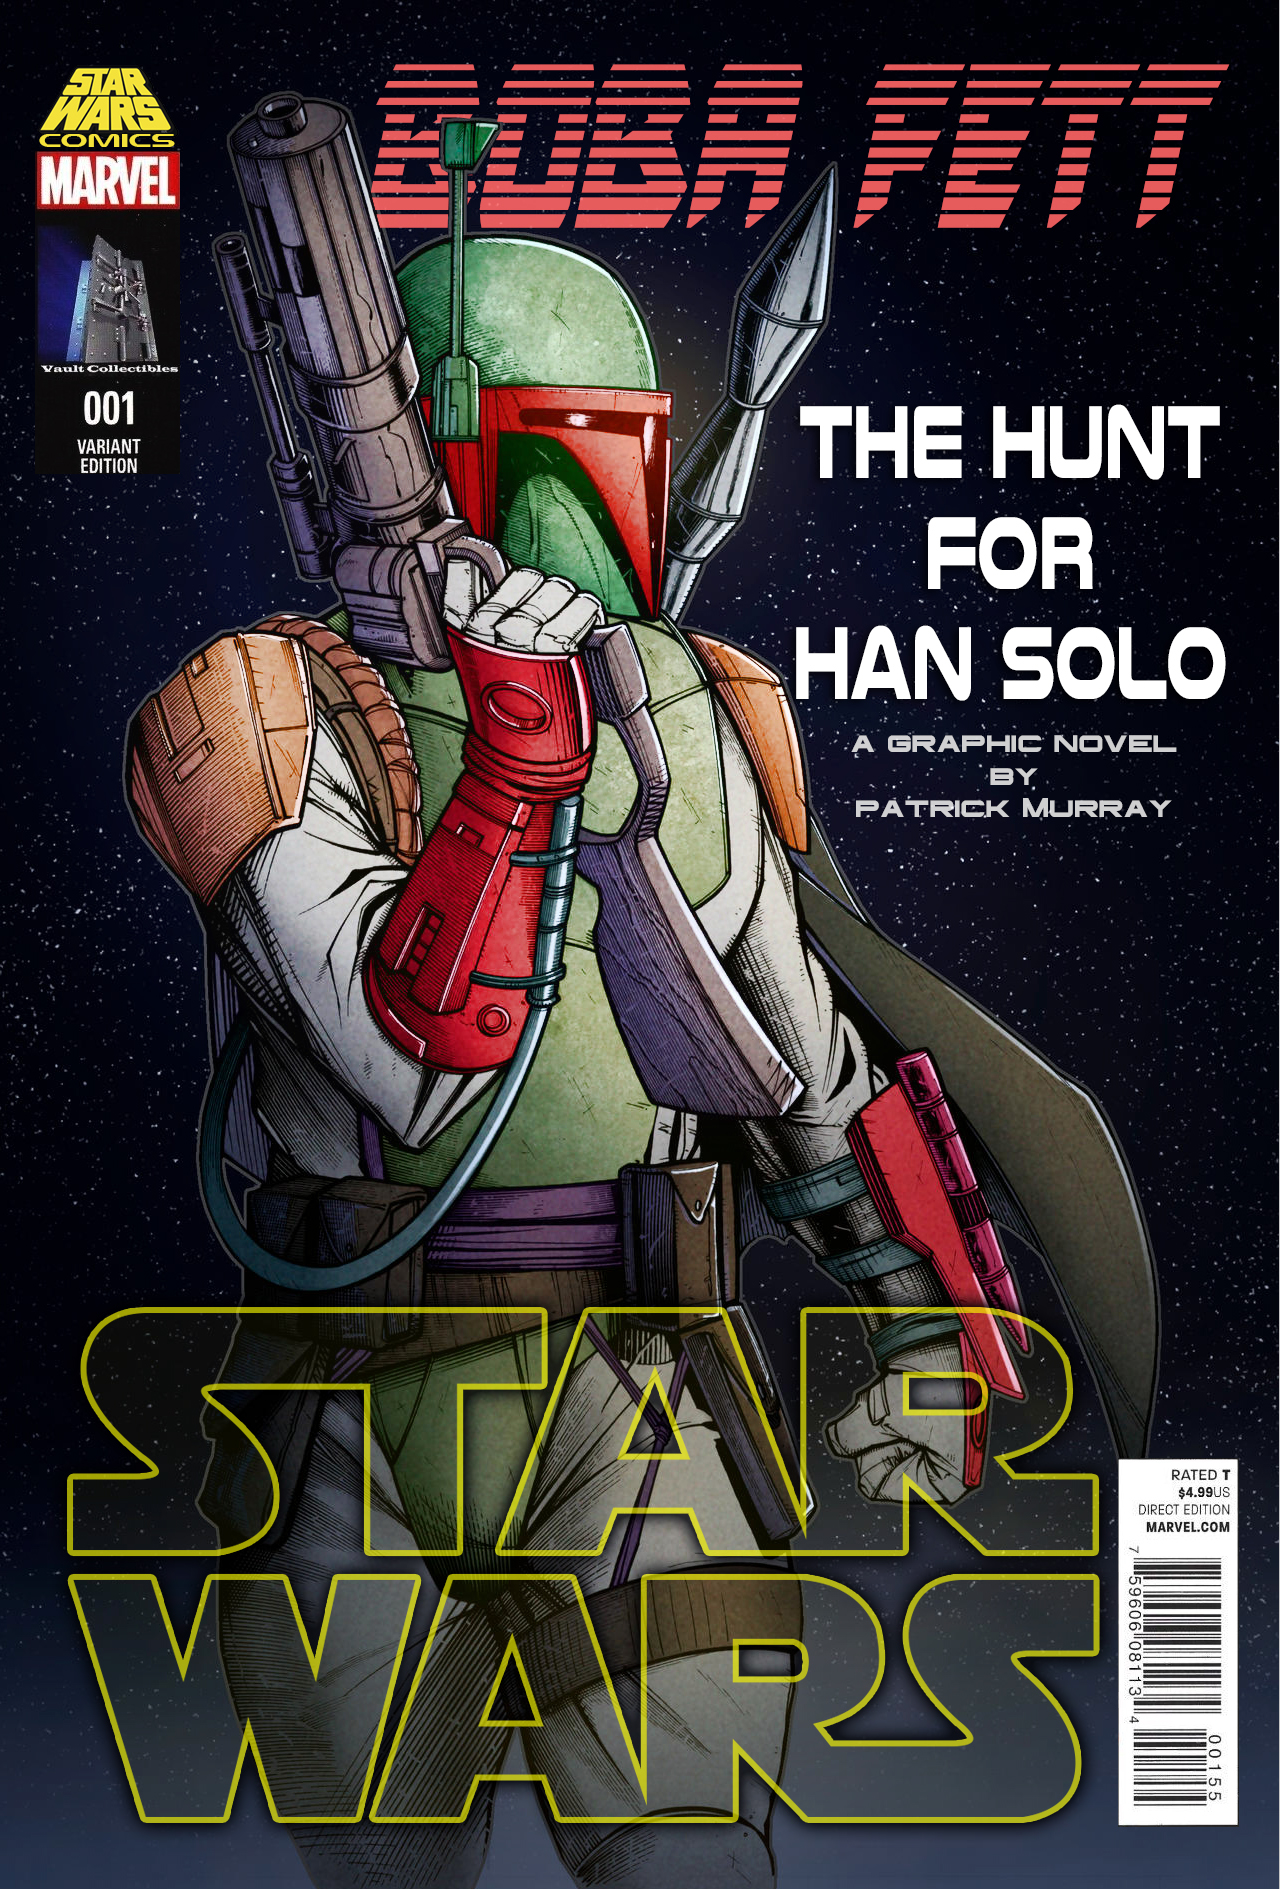 BOBA FETT
STAR
WARS
COMICS
MARVEL
Vault Collectibles
001
VARIANT
EDITION
THE HUNT
FOR
HAN SOLO
A GRAPHIC NOVEL
BY
PATRICK MURRAY
STAR
WARS
RATED T
$4.99US
DIRECT EDITION
MARVEL.COM
7 59606 08113 4
00155